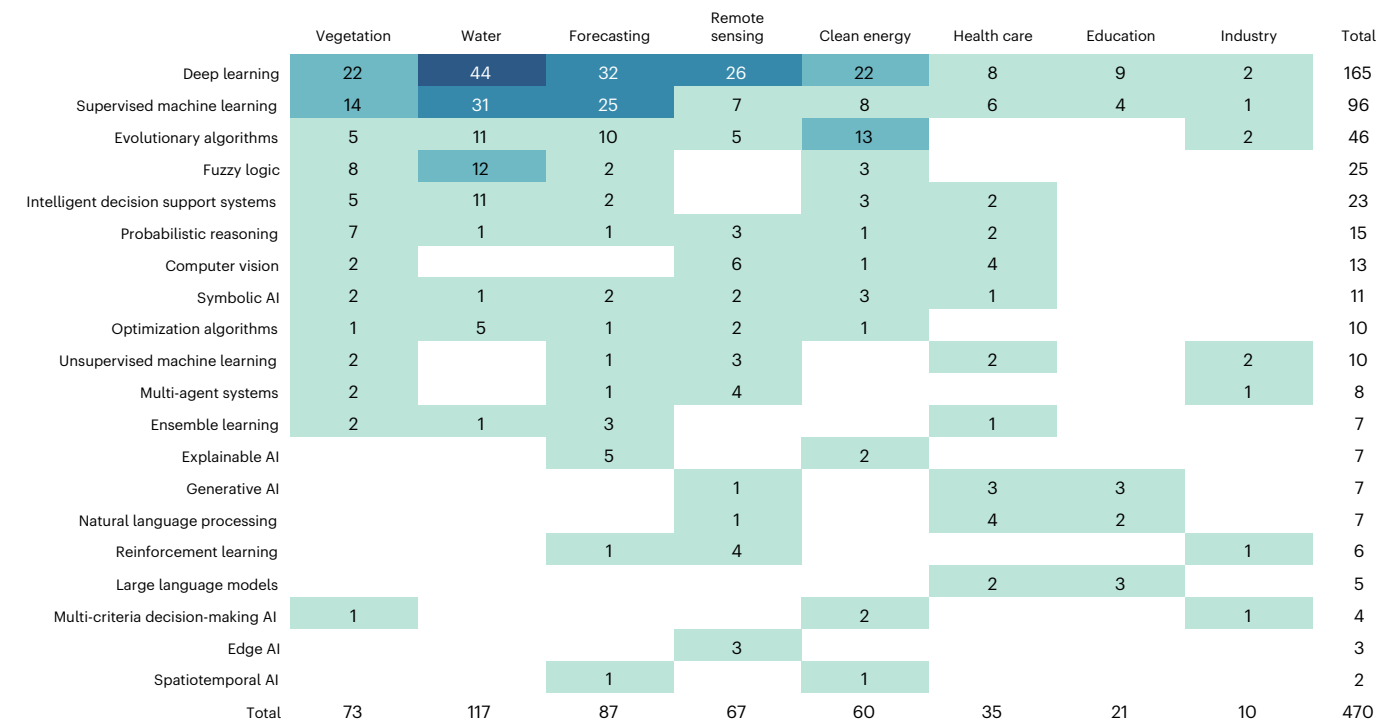 Vegetation Water Forecasting Remote sensing Clean energy Health care Education Industry Total
Deep learning 22 44 32 26 22 8 9 2 165
Supervised machine learning 14 31 25 7 8 6 4 1 96
Evolutionary algorithms 5 11 10 5 13 2 46
Fuzzy logic 8 12 2 3 25
Intelligent decision support systems 5 11 2 3 2 23
Probabilistic reasoning 7 1 1 3 1 2 15
Computer vision 2 6 1 4 13
Symbolic AI 2 1 2 2 3 1 11
Optimization algorithms 1 5 1 2 1 10
Unsupervised machine learning 2 1 3 2 2 10
Multi-agent systems 2 1 4 1 8
Ensemble learning 2 1 3 1 7
Explainable AI 5 2 7
Generative AI 1 3 3 7
Natural language processing 1 4 2 7
Reinforcement learning 1 4 1 6
Large language models 2 3 5
Multi-criteria decision-making AI 1 2 1 4
Edge AI 3 3
Spatiotemporal AI 1 1 2
Total 73 117 87 67 60 35 21 10 470